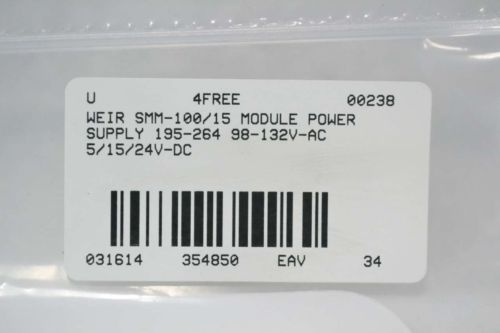 U 4FREE 00238
WEIR SMM-100/15 MODULE POWER
SUPPLY 195-264 98-132V-AC
5/15/24V-DC
031614 354850 EAV 34